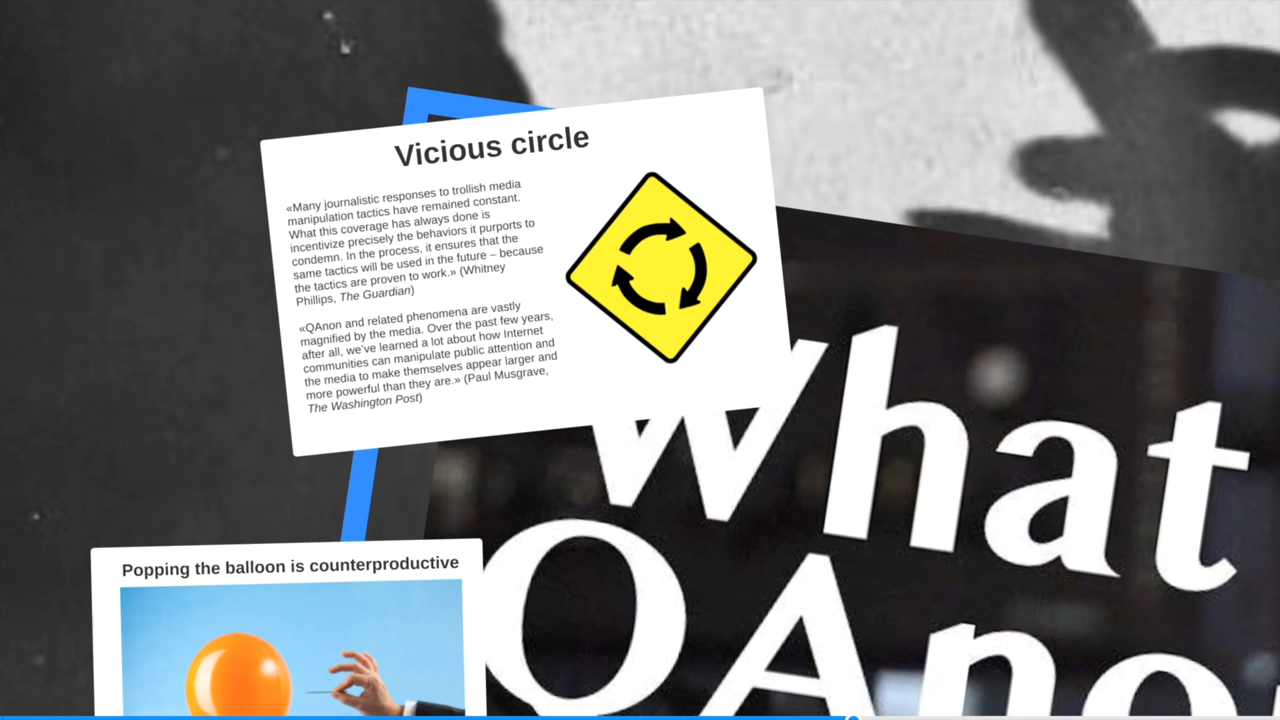 Vicious circle
«Many journalistic responses to trollish media
manipulation tactics have remained constant.
What this coverage has always done is
incentivize precisely the behaviors it purports to
condemn. In the process, it ensures that the
same tactics will be used in the future – because
the tactics are proven to work.» (Whitney
Phillips, The Guardian)
«QAnon and related phenomena are vastly
magnified by the media. Over the past few years,
after all, we've learned a lot about how Internet
communities can manipulate public attention and
the media to make themselves appear larger and
more powerful than they are.» (Paul Musgrave,
The Washington Post)
What
QAno
Popping the balloon is counterproductive